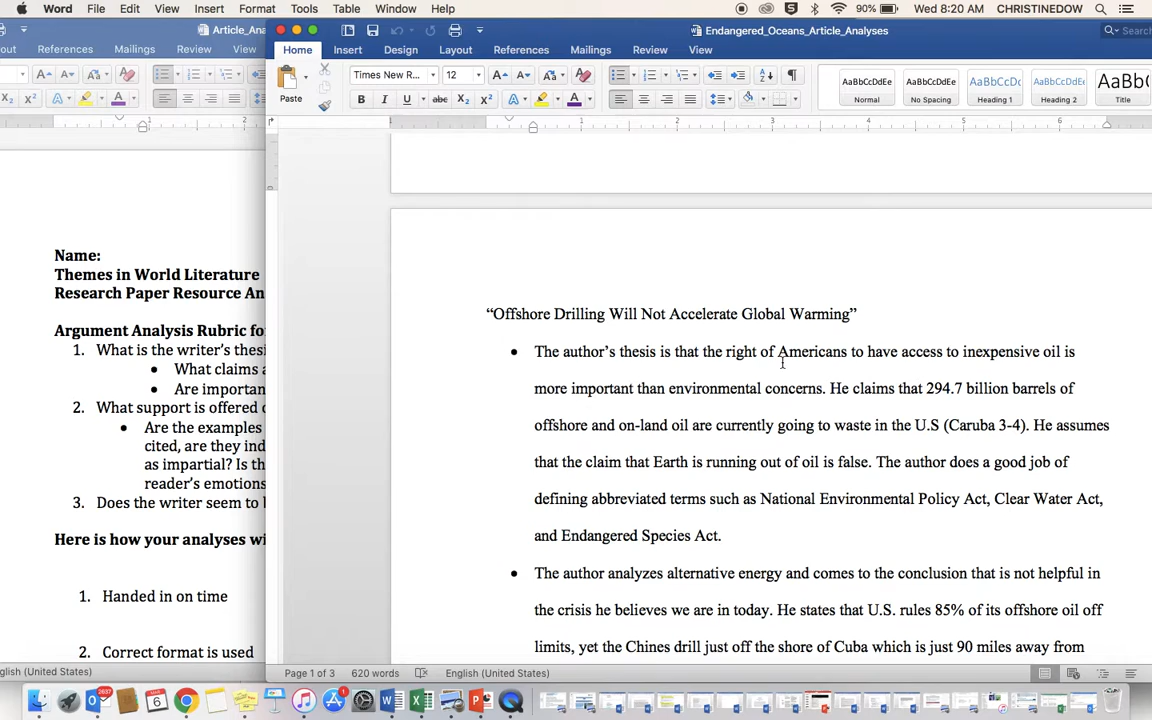 Word File Edit View Insert Format Tools Table Window Help 90% Wed 8:20 AM CHRISTINEDOW
Article_Ana
Endangered_Oceans_Article_Analyses
Search
out References Mailings Review View
Home Insert Design Layout References Mailings Review View
Paste
Times New R... 12
AaBbCcDdEe AaBbCcDdEe AaBbCcDc AaBbCcDdEe AaBbC
Normal No Spacing Heading 1 Heading 2 Title
Name:
Themes in World Literature
Research Paper Resource An
Argument Analysis Rubric fo
1. What is the writer's thesi
• What claims a
• Are importan
2. What support is offered o
• Are the examples
cited, are they ind
as impartial? Is th
reader's emotions
3. Does the writer seem to b
Here is how your analyses wi
1. Handed in on time
2. Correct format is used
“Offshore Drilling Will Not Accelerate Global Warming”
• The author’s thesis is that the right of Americans to have access to inexpensive oil is
more important than environmental concerns. He claims that 294.7 billion barrels of
offshore and on-land oil are currently going to waste in the U.S (Caruba 3-4). He assumes
that the claim that Earth is running out of oil is false. The author does a good job of
defining abbreviated terms such as National Environmental Policy Act, Clear Water Act,
and Endangered Species Act.
• The author analyzes alternative energy and comes to the conclusion that is not helpful in
the crisis he believes we are in today. He states that U.S. rules 85% of its offshore oil off
limits, yet the Chines drill just off the shore of Cuba which is just 90 miles away from
glish (United States)
Page 1 of 3 620 words English (United States)